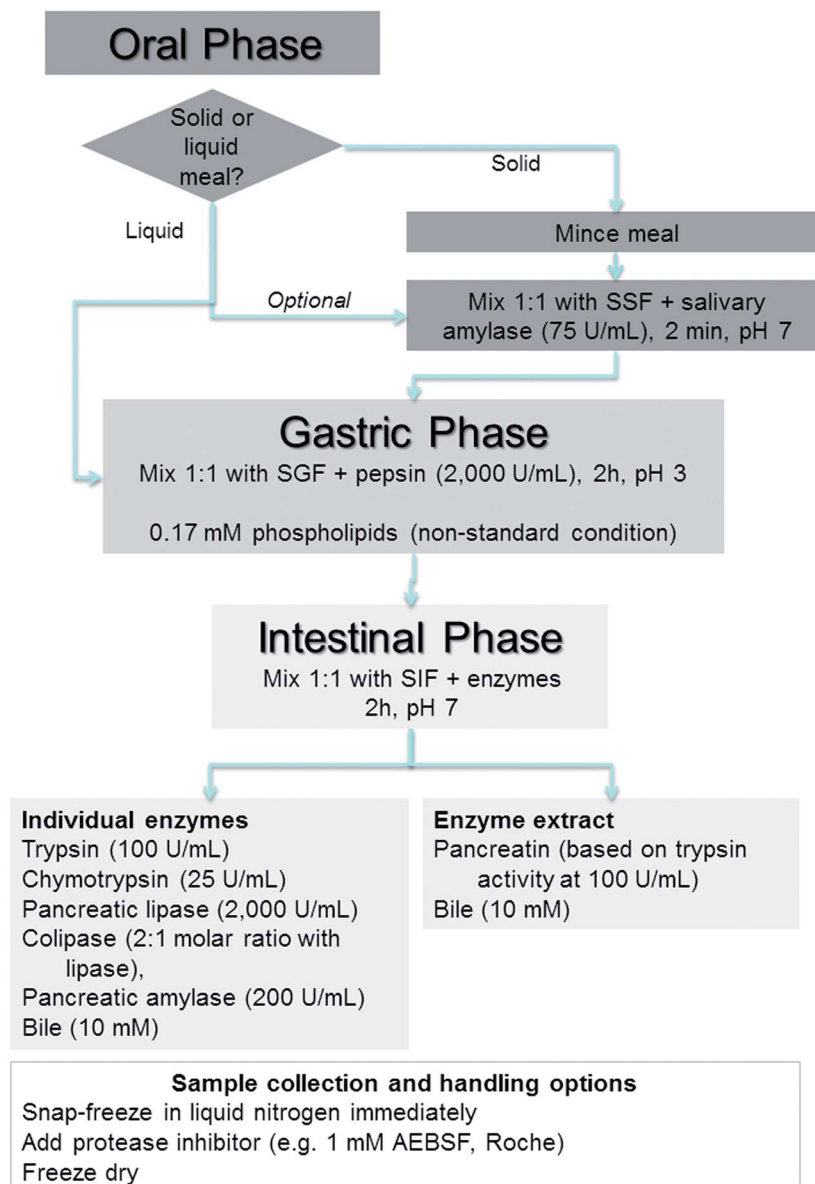 Oral Phase
Solid or
liquid
meal?
Solid
Liquid
Mince meal
Optional
Mix 1:1 with SSF + salivary
amylase (75 U/mL), 2 min, pH 7
Gastric Phase
Mix 1:1 with SGF + pepsin (2,000 U/mL), 2h, pH 3
0.17 mM phospholipids (non-standard condition)
Intestinal Phase
Mix 1:1 with SIF + enzymes
2h, pH 7
Individual enzymes
Trypsin (100 U/mL)
Chymotrypsin (25 U/mL)
Pancreatic lipase (2,000 U/mL)
Colipase (2:1 molar ratio with
lipase),
Pancreatic amylase (200 U/mL)
Bile (10 mM)
Enzyme extract
Pancreatin (based on trypsin
activity at 100 U/mL)
Bile (10 mM)
Sample collection and handling options
Snap-freeze in liquid nitrogen immediately
Add protease inhibitor (e.g. 1 mM AEBSF, Roche)
Freeze dry